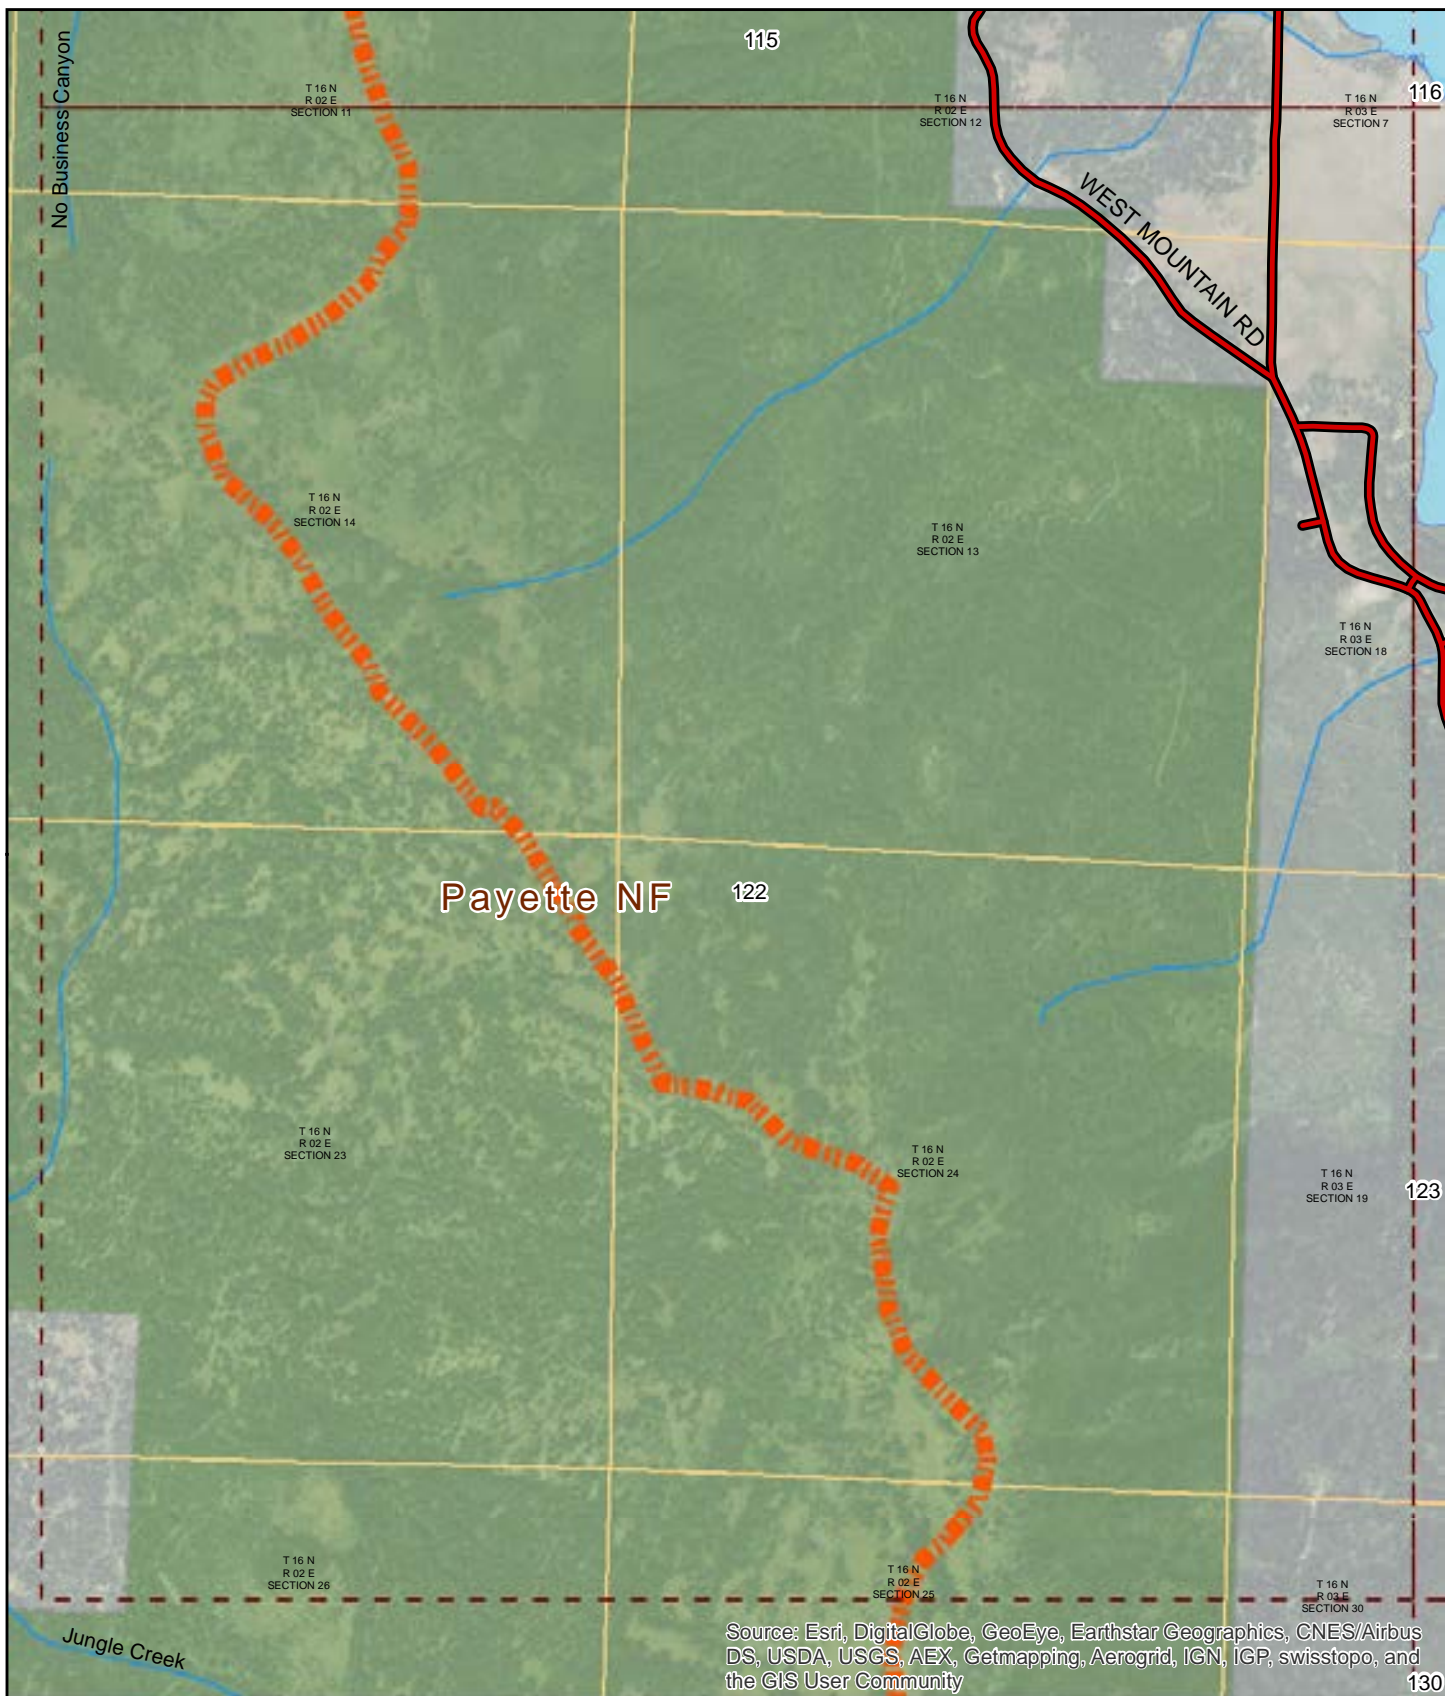 115
No Business Canyon
T 16 N
R 02 E
SECTION 11
T 16 N
R 02 E
SECTION 12
T 16 N
R 03 E
SECTION 7
116
WEST MOUNTAIN RD
T 16 N
R 02 E
SECTION 14
T 16 N
R 02 E
SECTION 13
T 16 N
R 03 E
SECTION 18
Payette NF
122
T 16 N
R 02 E
SECTION 23
T 16 N
R 02 E
SECTION 24
T 16 N
R 03 E
SECTION 19
123
T 16 N
R 02 E
SECTION 26
T 16 N
R 02 E
SECTION 25
T 16 N
R 03 E
SECTION 30
Jungle Creek
Source: Esri, DigitalGlobe, GeoEye, Earthstar Geographics, CNES/Airbus
DS, USDA, USGS, AEX, Getmapping, Aerogrid, IGN, IGP, swisstopo, and
the GIS User Community
130